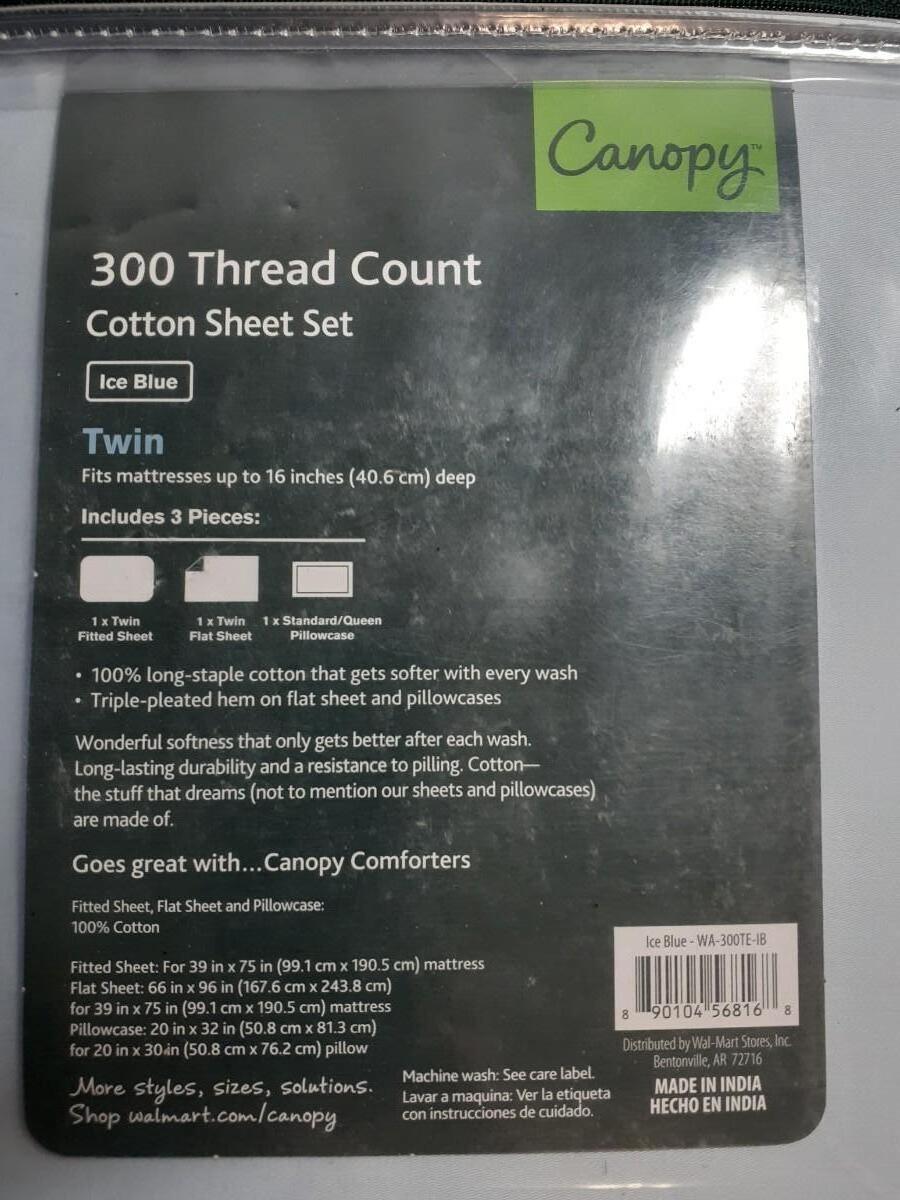 Canopy™
300 Thread Count
Cotton Sheet Set
Ice Blue
Twin
Fits mattresses up to 16 inches (40.6 cm) deep
Includes 3 Pieces:
1 x Twin
Fitted Sheet
1 x Twin
Flat Sheet
1 x Standard/Queen
Pillowcase
• 100% long-staple cotton that gets softer with every wash
• Triple-pleated hem on flat sheet and pillowcases
Wonderful softness that only gets better after each wash.
Long-lasting durability and a resistance to pilling. Cotton—
the stuff that dreams (not to mention our sheets and pillowcases)
are made of.
Goes great with...Canopy Comforters
Fitted Sheet, Flat Sheet and Pillowcase:
100% Cotton
Fitted Sheet: For 39 in x 75 in (99.1 cm x 190.5 cm) mattress
Flat Sheet: 66 in x 96 in (167.6 cm x 243.8 cm)
for 39 in x 75 in (99.1 cm x 190.5 cm) mattress
Pillowcase: 20 in x 32 in (50.8 cm x 81.3 cm)
for 20 in x 30 in (50.8 cm x 76.2 cm) pillow
More styles, sizes, solutions.
Shop walmart.com/canopy
Machine wash: See care label.
Lavar a maquina: Ver la etiqueta
con instrucciones de cuidado.
Ice Blue - WA-300TE-IB
8 90104 56816 8
Distributed by Wal-Mart Stores, Inc.
Bentonville, AR 72716
MADE IN INDIA
HECHO EN INDIA